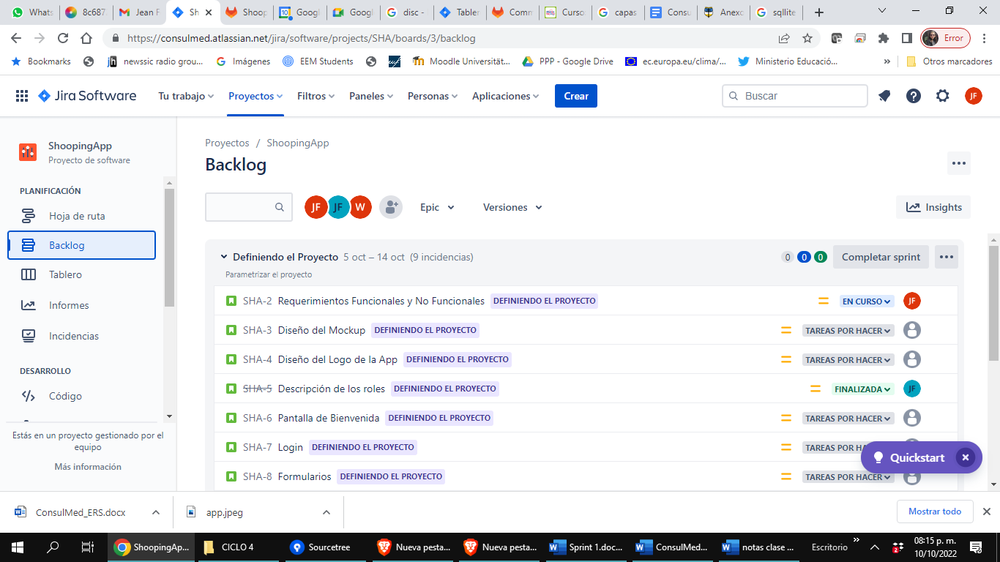 Whats
8c687
Jean F
Sh
Shoop
Googl
Googl
disc -
Tabler
Comm
Curso
capas
Consu
Anexo
sqllite
https://consulmed.atlassian.net/jira/software/projects/SHA/boards/3/backlog
Error
Bookmarks
newssic radio grou...
Imágenes
EEM Students
Moodle Universität...
PPP - Google Drive
ec.europa.eu/clima/...
Ministerio Educació...
»
Otros marcadores
Jira Software
Tu trabajo
Proyectos
Filtros
Paneles
Personas
Aplicaciones
Crear
Buscar
JF
ShoopingApp
Proyecto de software
PLANIFICACIÓN
Hoja de ruta
Backlog
Tablero
Informes
Incidencias
DESARROLLO
Código
Estás en un proyecto gestionado por el
equipo
Más información
Proyectos / ShoopingApp
Backlog
JF JF W
Epic
Versiones
Insights
Definiendo el Proyecto 5 oct – 14 oct (9 incidencias)
0 0 0
Completar sprint
Parametrizar el proyecto
SHA-2 Requerimientos Funcionales y No Funcionales DEFINIENDO EL PROYECTO EN CURSO JF
SHA-3 Diseño del Mockup DEFINIENDO EL PROYECTO TAREAS POR HACER
SHA-4 Diseño del Logo de la App DEFINIENDO EL PROYECTO TAREAS POR HACER
SHA-5 Descripción de los roles DEFINIENDO EL PROYECTO FINALIZADA JF
SHA-6 Pantalla de Bienvenida DEFINIENDO EL PROYECTO TAREAS POR HACER
SHA-7 Login DEFINIENDO EL PROYECTO TAREAS POR
SHA-8 Formularios DEFINIENDO EL PROYECTO TAREAS POR HACER
Quickstart
ConsulMed_ERS.docx
app.jpeg
Mostrar todo
ShoopingAp...
CICLO 4
Sourcetree
Nueva pesta...
Nueva pesta...
Sprint 1.doc...
ConsulMed...
notas clase ...
Escritorio
»
2
08:15 p. m.
10/10/2022